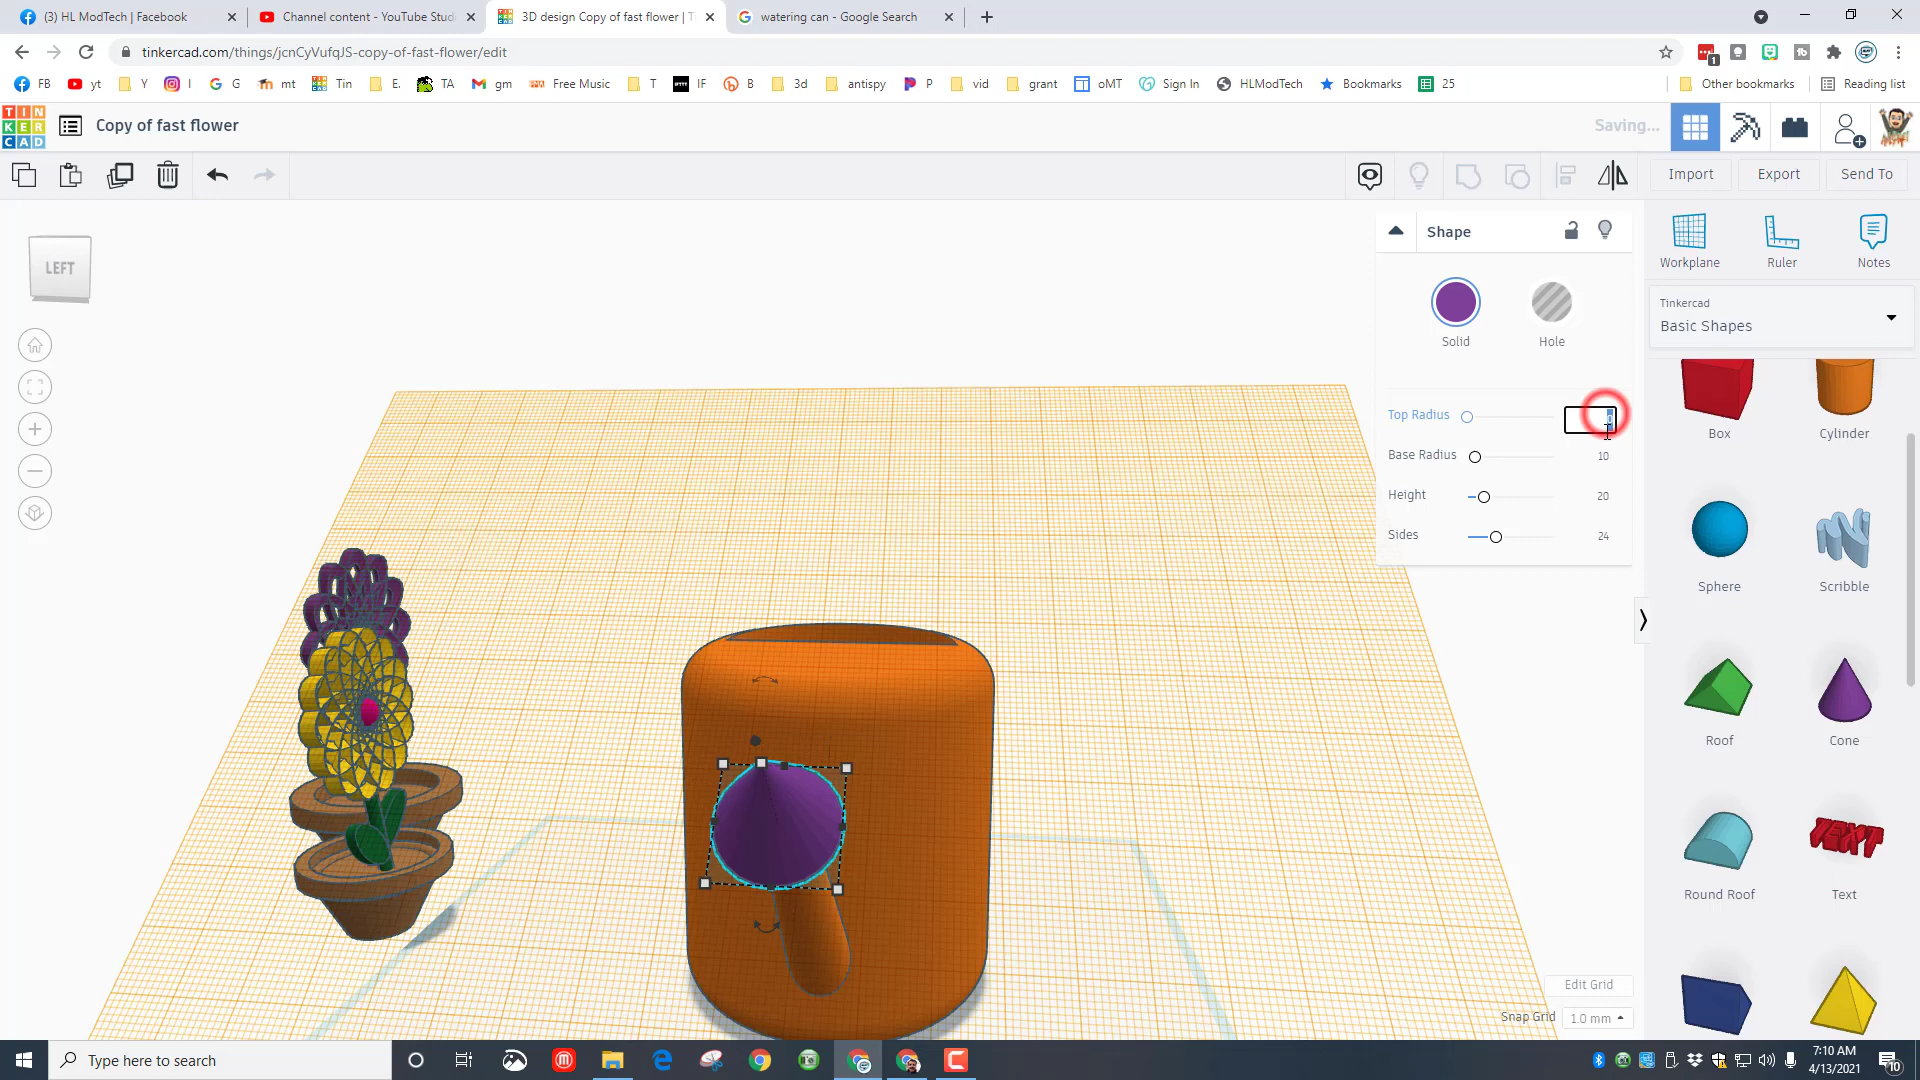 (3) HL ModTech | Facebook
Channel content - YouTube Studi
3D design Copy of fast flower | T
watering can - Google Search
tinkercad.com/things/jcnCyVufqJS-copy-of-fast-flower/edit
FB
yt
Y
I
G
mt
Tin
E.
TA
gm
Free Music
T
IF
B
3d
antispy
P
vid
grant
oMT
Sign In
HLModTech
Bookmarks
25
Other bookmarks
Reading list
TIN
KER
CAD
Copy of fast flower
Saving...
Import
Export
Send To
LEFT
Shape
Solid
Hole
Top Radius
Base Radius 10
Height 20
Sides 24
Workplane
Ruler
Notes
Tinkercad
Basic Shapes
Box
Cylinder
Sphere
Scribble
Roof
Cone
Round Roof
TEXT
Text
Edit Grid
Snap Grid 1.0 mm
Type here to search
7:10 AM
4/13/2021
10